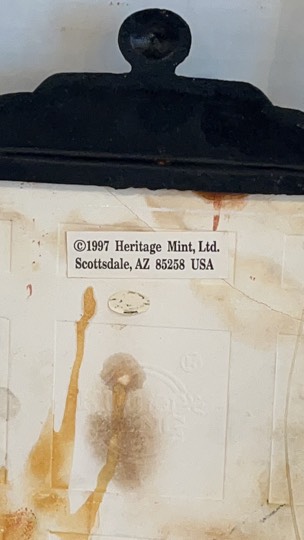 ©1997 Heritage Mint, Ltd.
Scottsdale, AZ 85258 USA